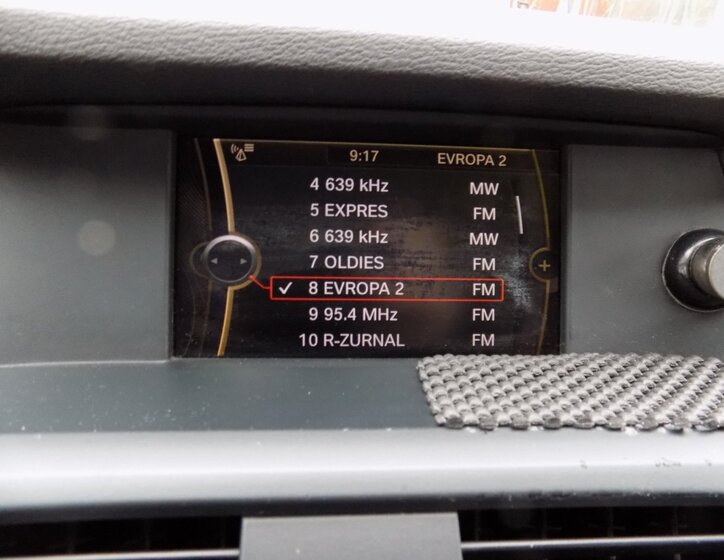 9:17 EVROPA 2
4 639 kHz MW
5 EXPRES FM
6 639 kHz MW
7 OLDIES FM
8 EVROPA 2 FM
9 95.4 MHz FM
10 R-ZURNAL FM